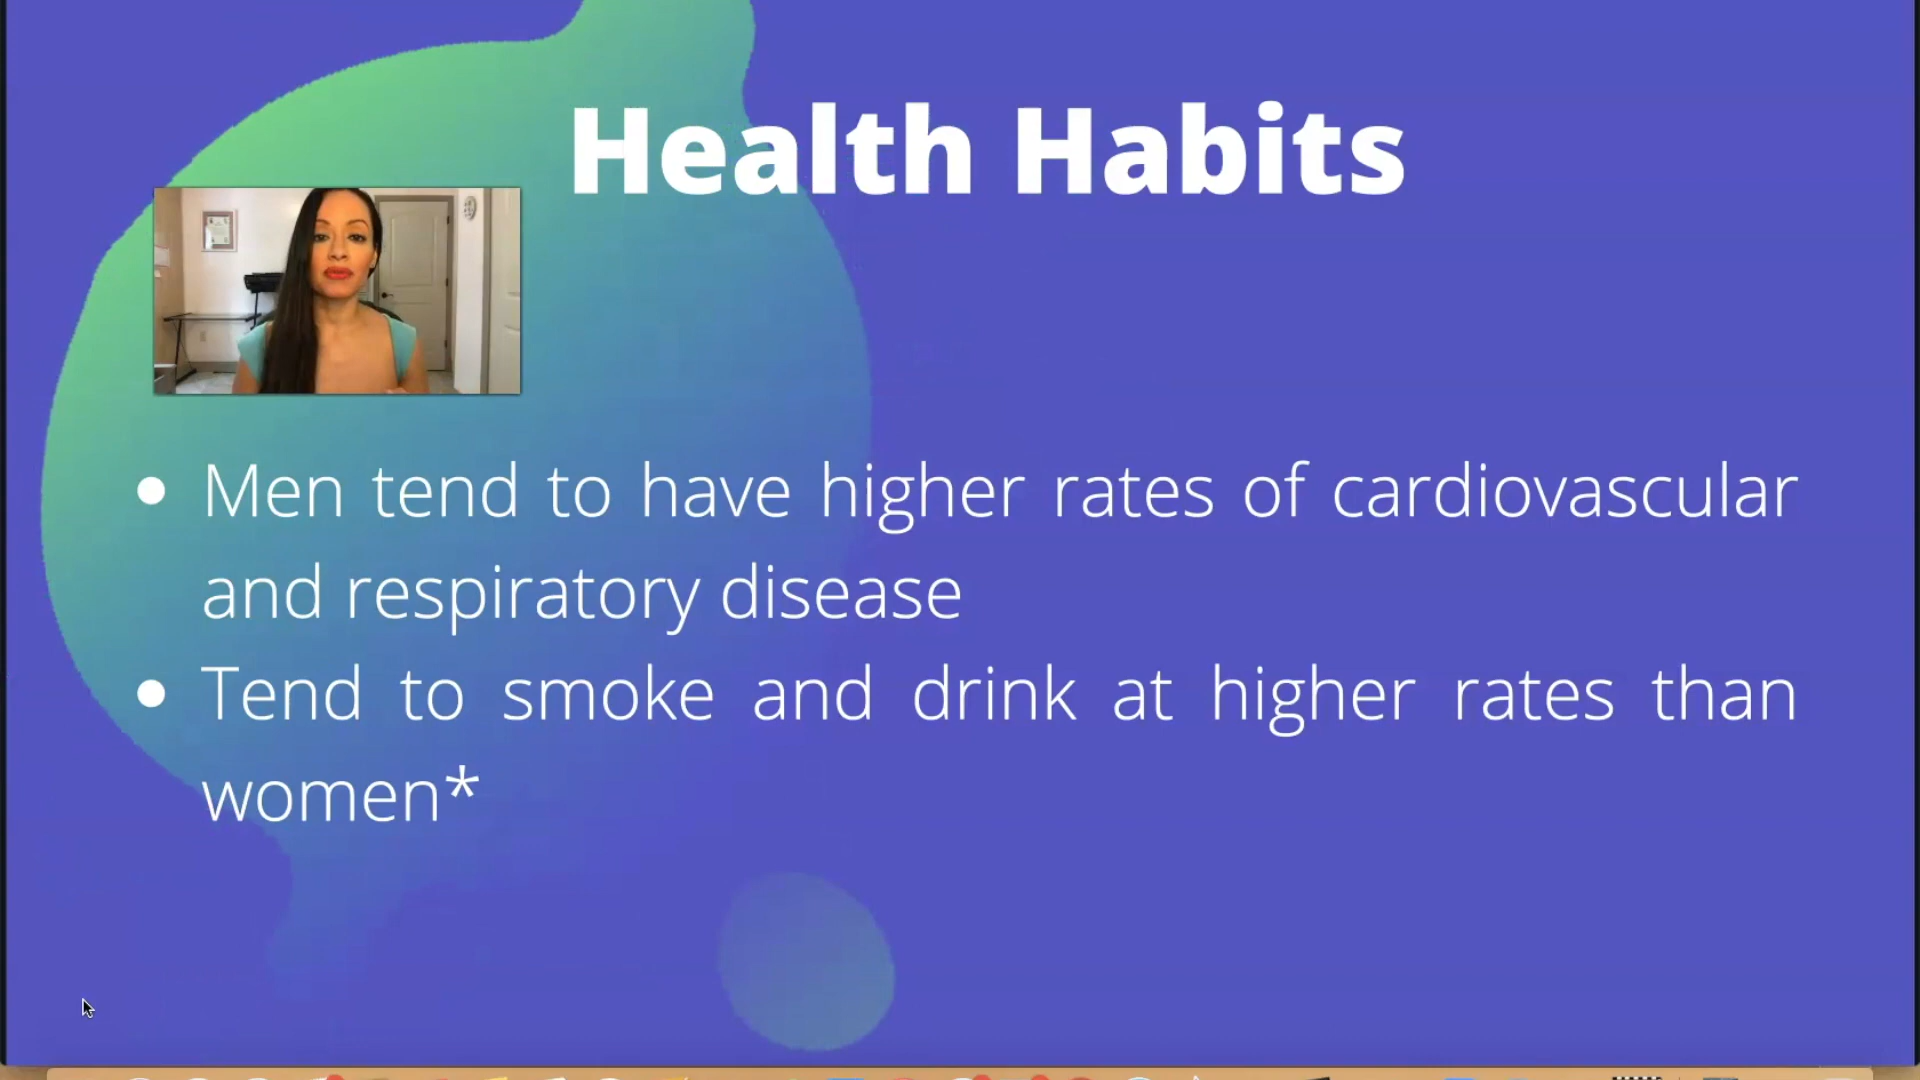 Health Habits
• Men tend to have higher rates of cardiovascular
and respiratory disease
• Tend to smoke and drink at higher rates than
women*